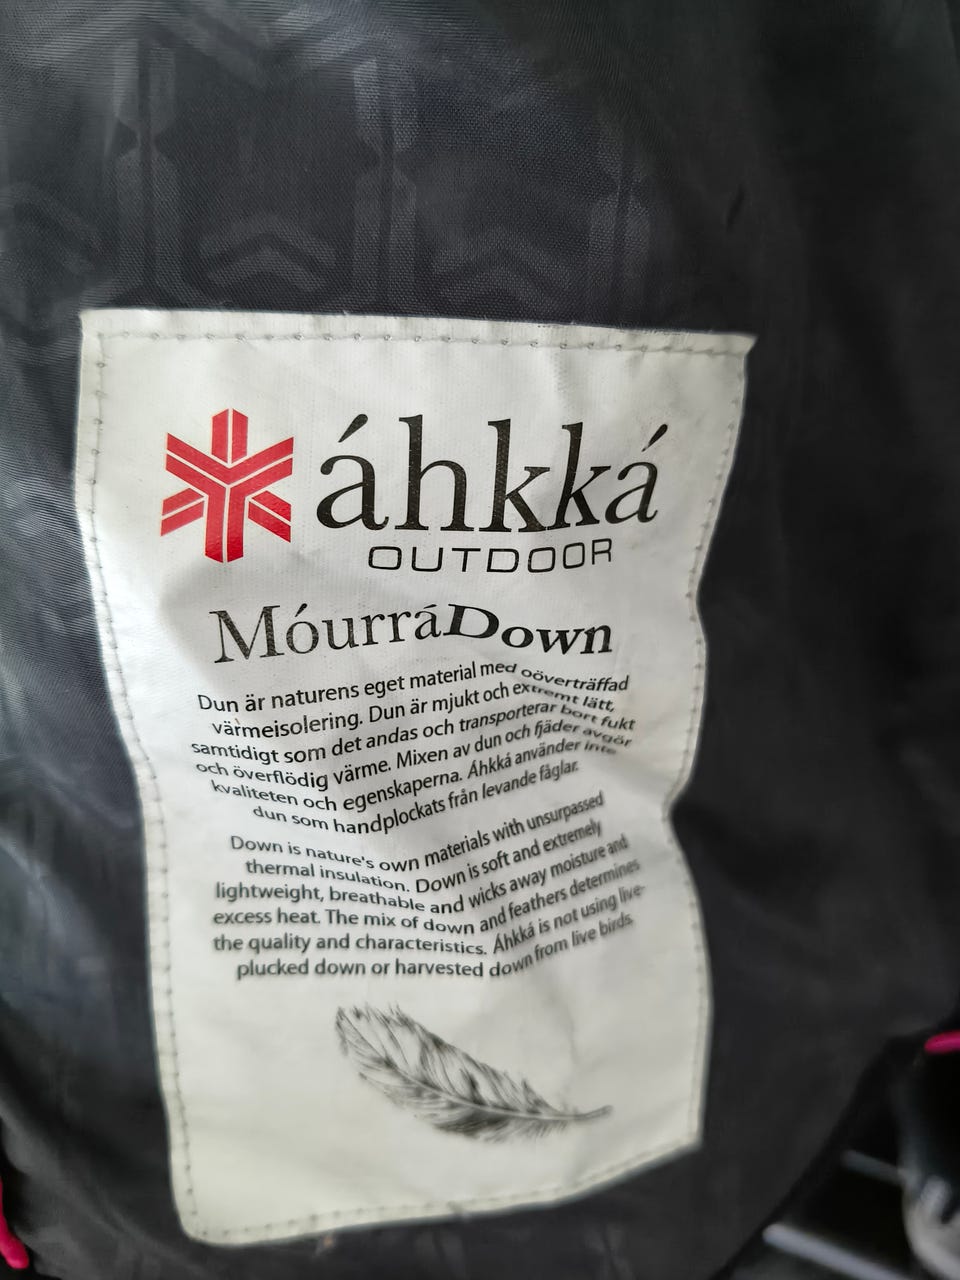 áhkká
OUTDOOR
MóurráDown
Dun är naturens eget material med oöverträffad
värmeisolering. Dun är mjukt och extremt lätt,
samtidigt som det andas och transporterar bort fukt
och överflödig värme. Mixen av dun och fjäder avgör
kvaliteten och egenskaperna. Áhkká använder inte
dun som handplockats från levande fåglar.
Down is nature's own materials with unsurpassed
thermal insulation. Down is soft and extremely
lightweight, breathable and wicks away moisture and
excess heat. The mix of down and feathers determines
the quality and characteristics. Áhkká is not using live-
plucked down or harvested down from live birds.